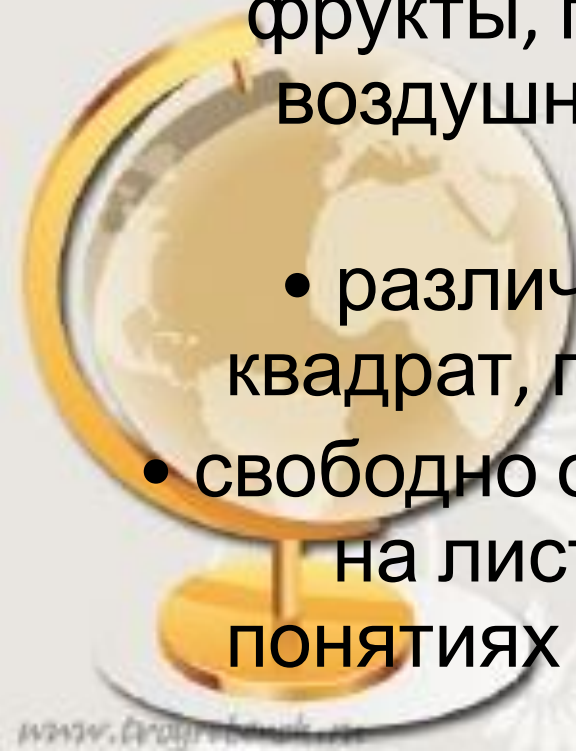 фрукты,
воздушн
• различ
квадрат,
• свободно
на лист
понятиях